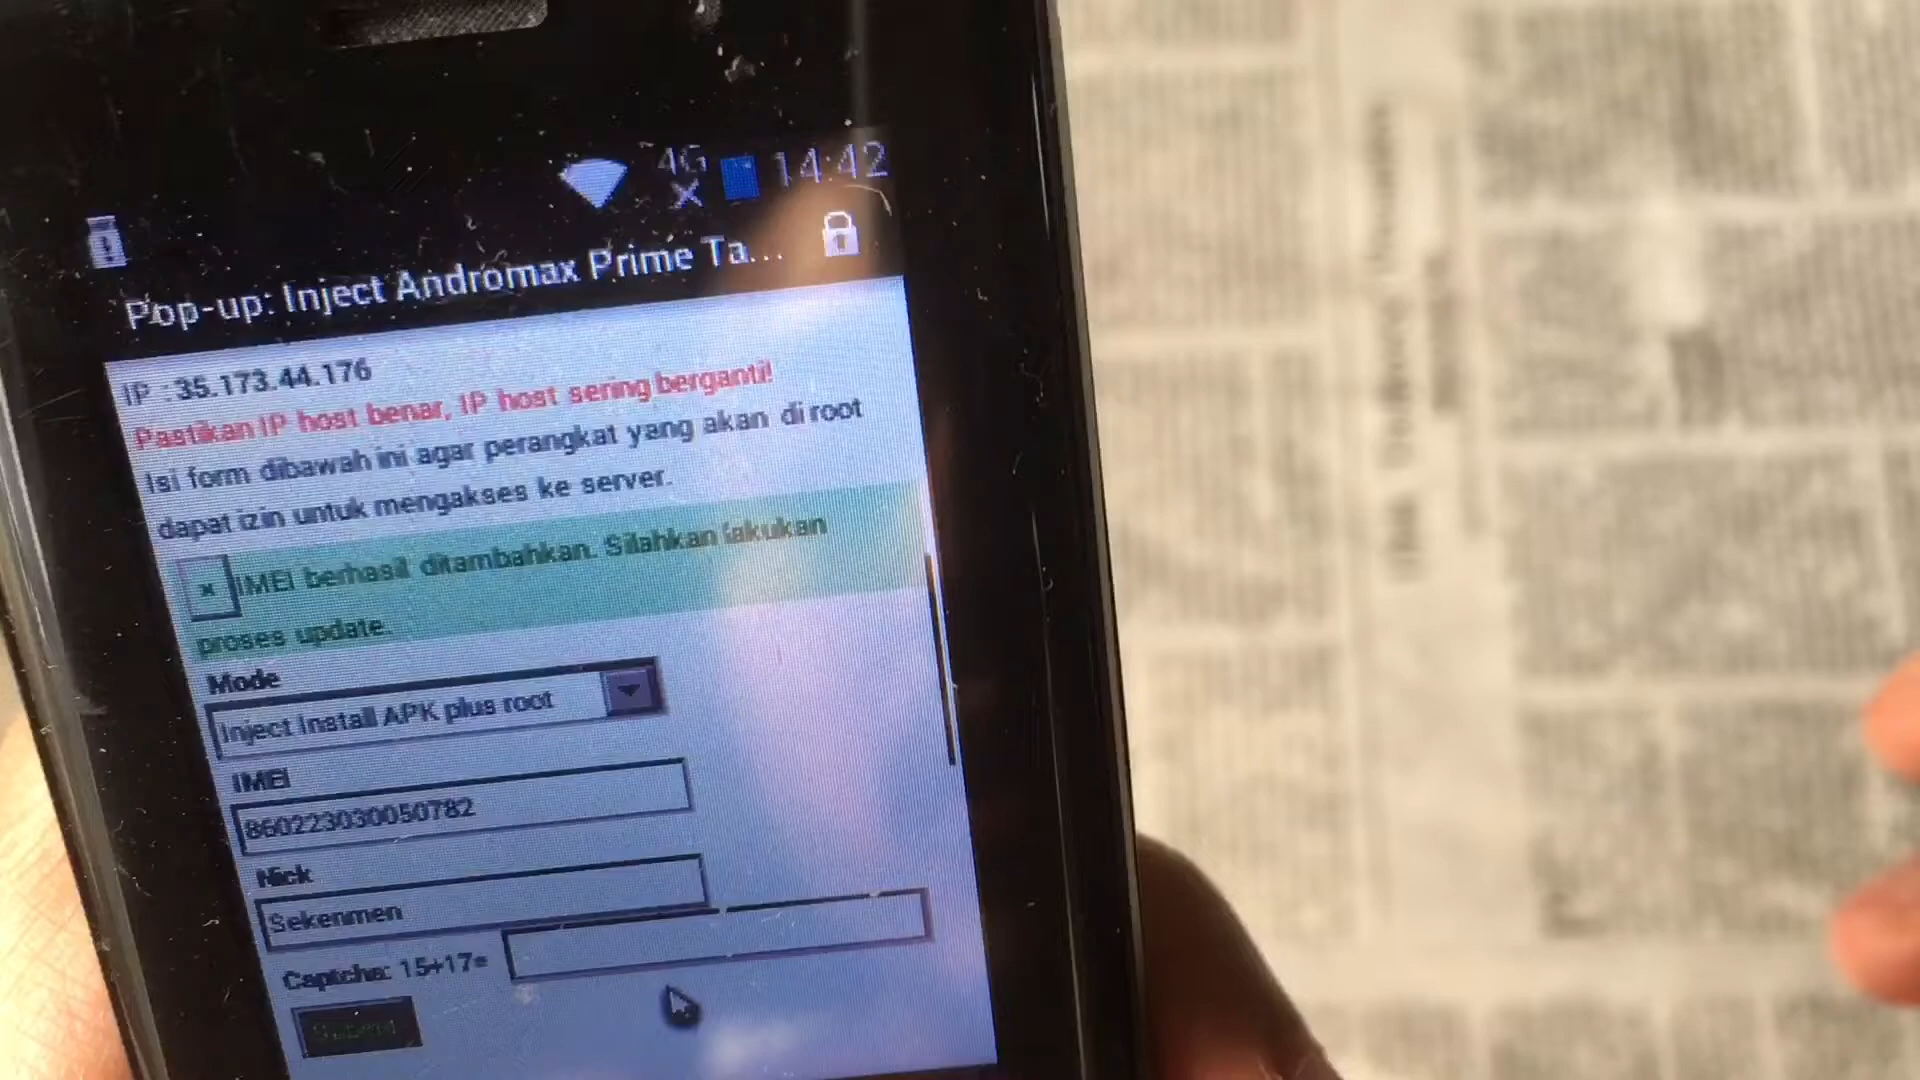 4G
14:42
Pop-up: Inject Andromax Prime Ta...
IP : 35.173.44.176
Pastikan IP host benar, IP host sering berganti!
Isi form dibawah ini agar perangkat yang akan di root
dapat izin untuk mengakses ke server.
× IMEI berhasil ditambahkan. Silahkan lakukan
proses update.
Mode
Inject Install APK plus root
IMEI
860223030050782
Nick
Sekenmen
Captcha: 15+17=
Submit